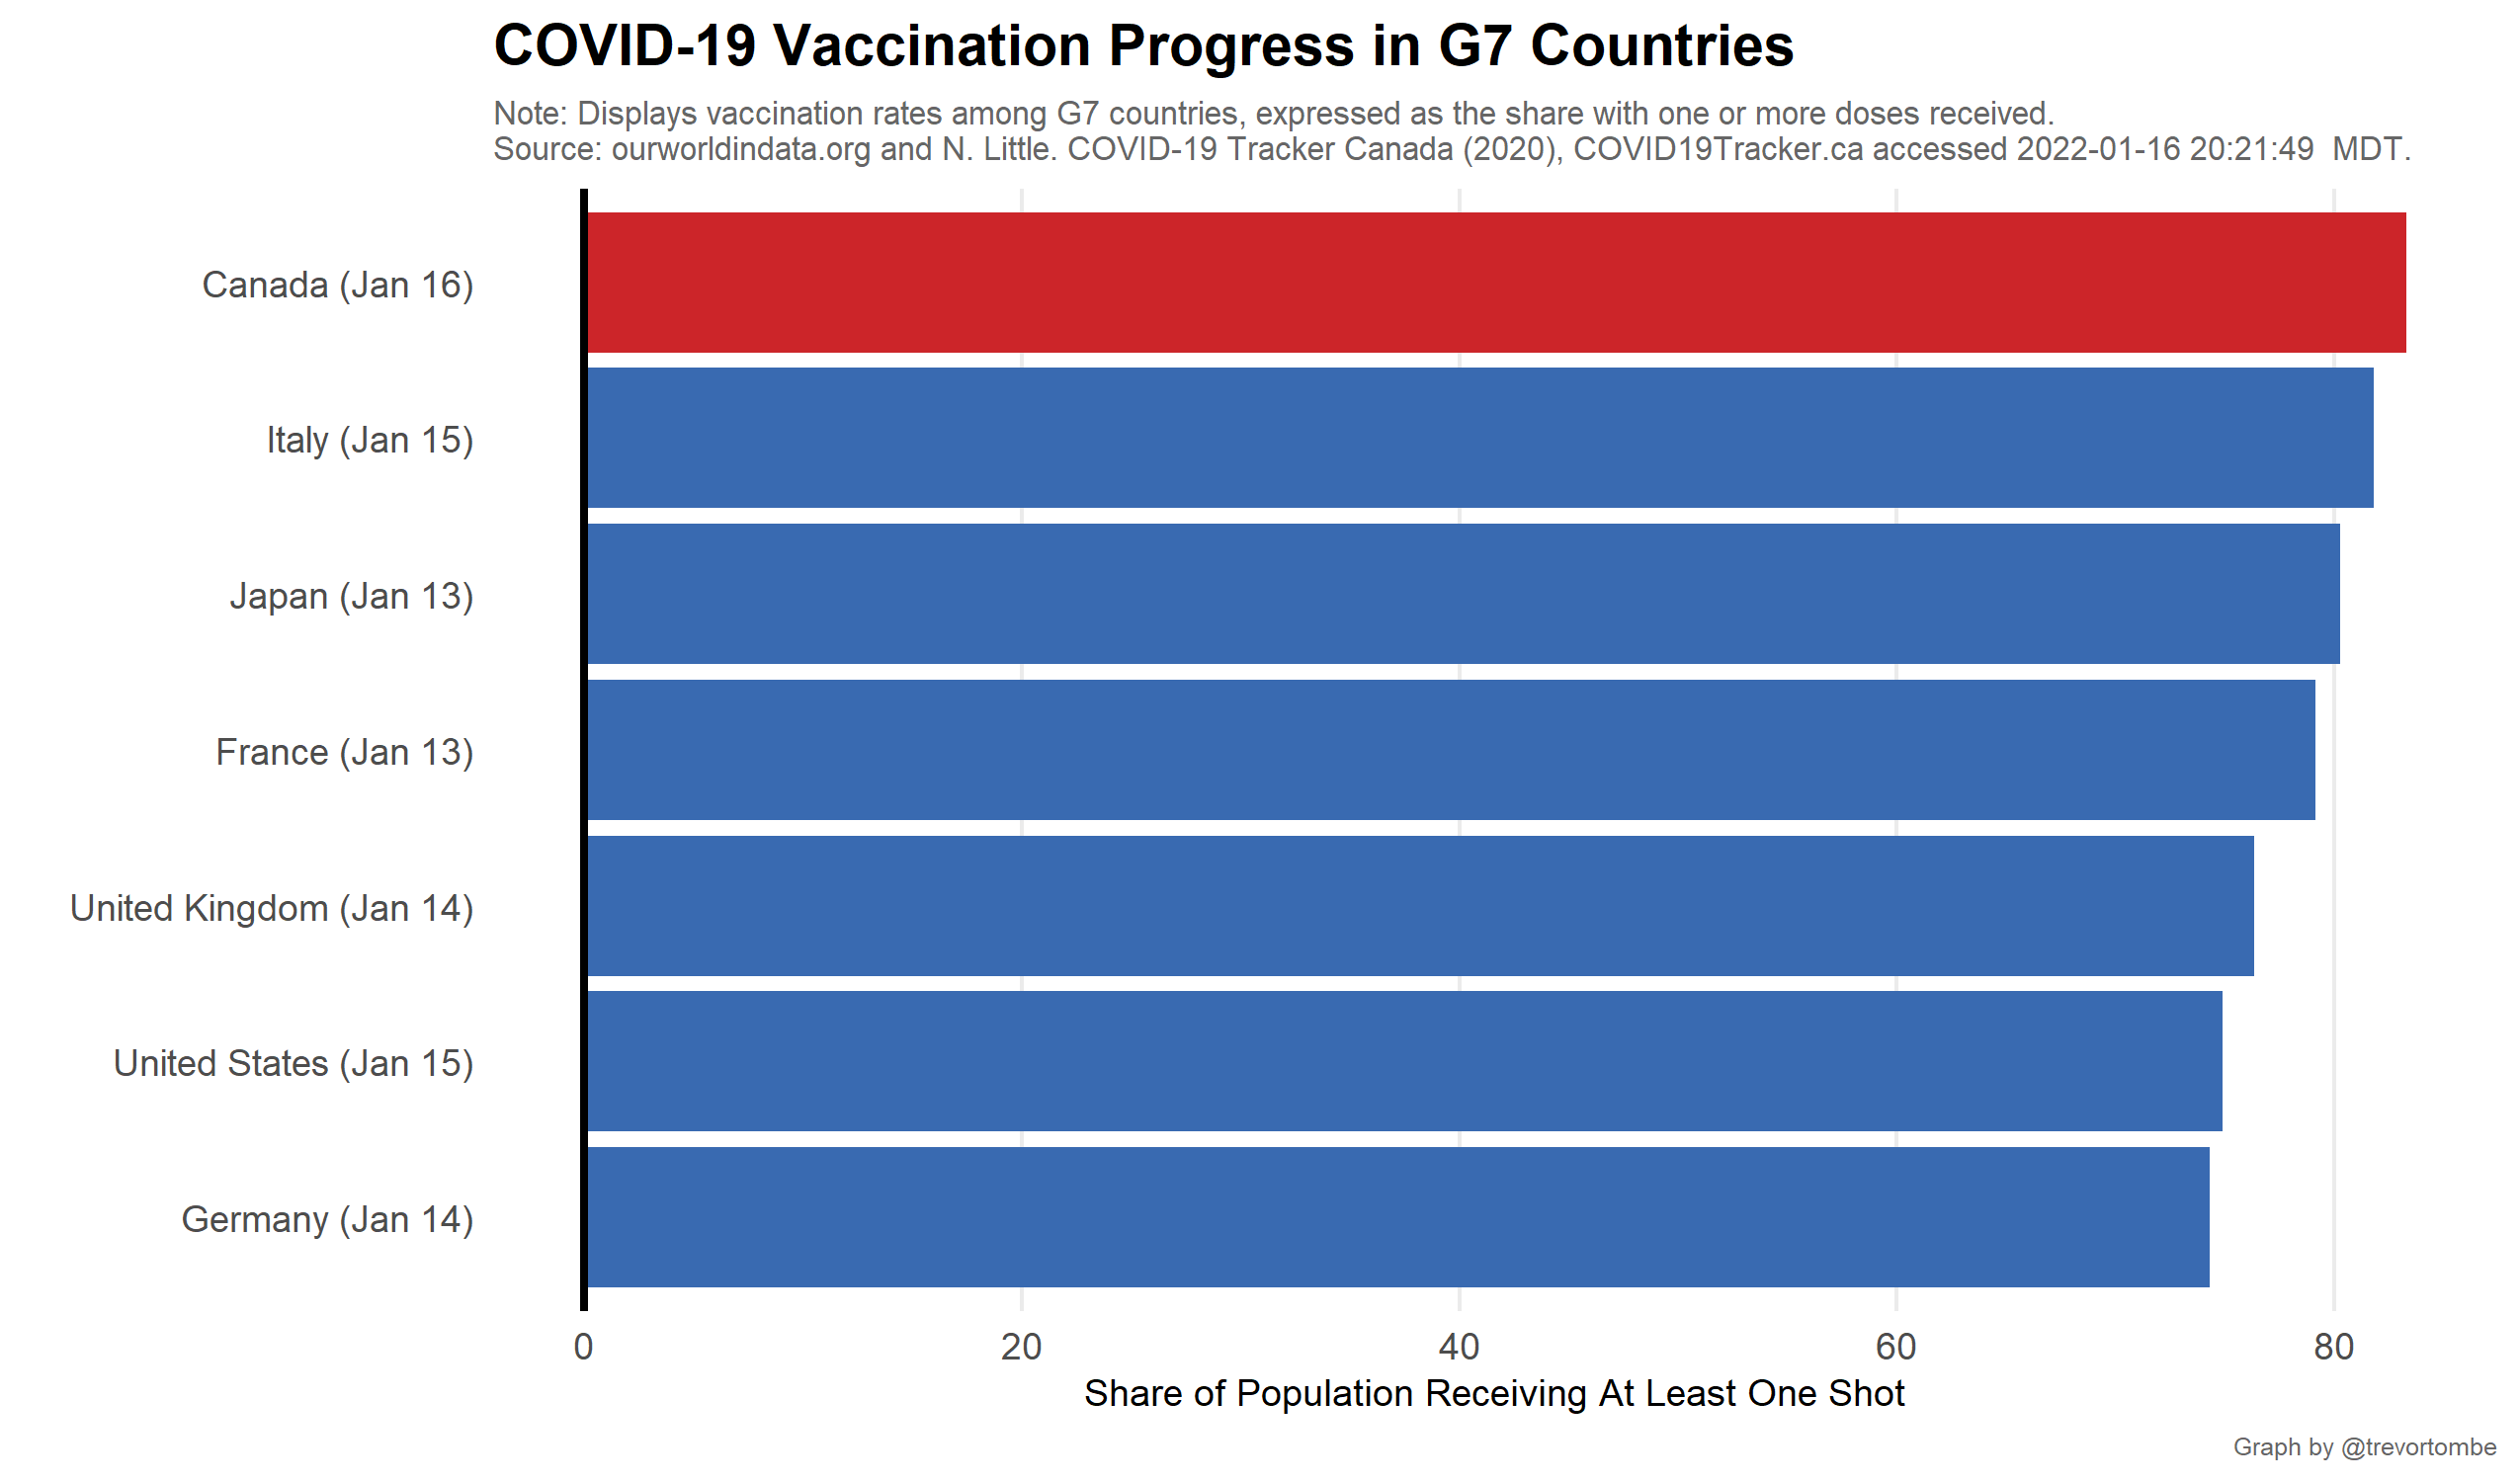 COVID-19 Vaccination Progress in G7 Countries
Note: Displays vaccination rates among G7 countries, expressed as the share with one or more doses received.
Source: ourworldindata.org and N. Little. COVID-19 Tracker Canada (2020), COVID19Tracker.ca accessed 2022-01-16 20:21:49  MDT.
Canada (Jan 16)
Italy (Jan 15)
Japan (Jan 13)
France (Jan 13)
United Kingdom (Jan 14)
United States (Jan 15)
Germany (Jan 14)
0 20 40 60 80
Share of Population Receiving At Least One Shot
Graph by @trevortombe